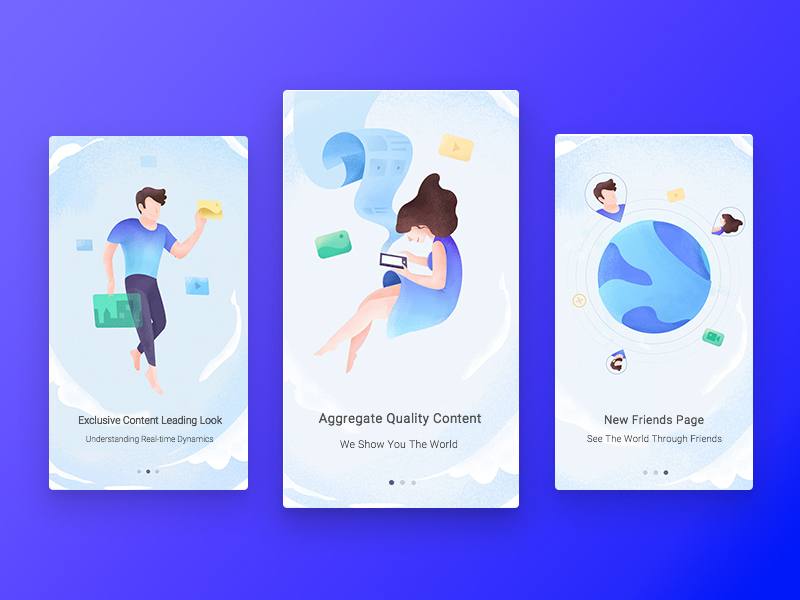 Exclusive Content Leading Look
Understanding Real-time Dynamics
Aggregate Quality Content
We Show You The World
New Friends Page
See The World Through Friends